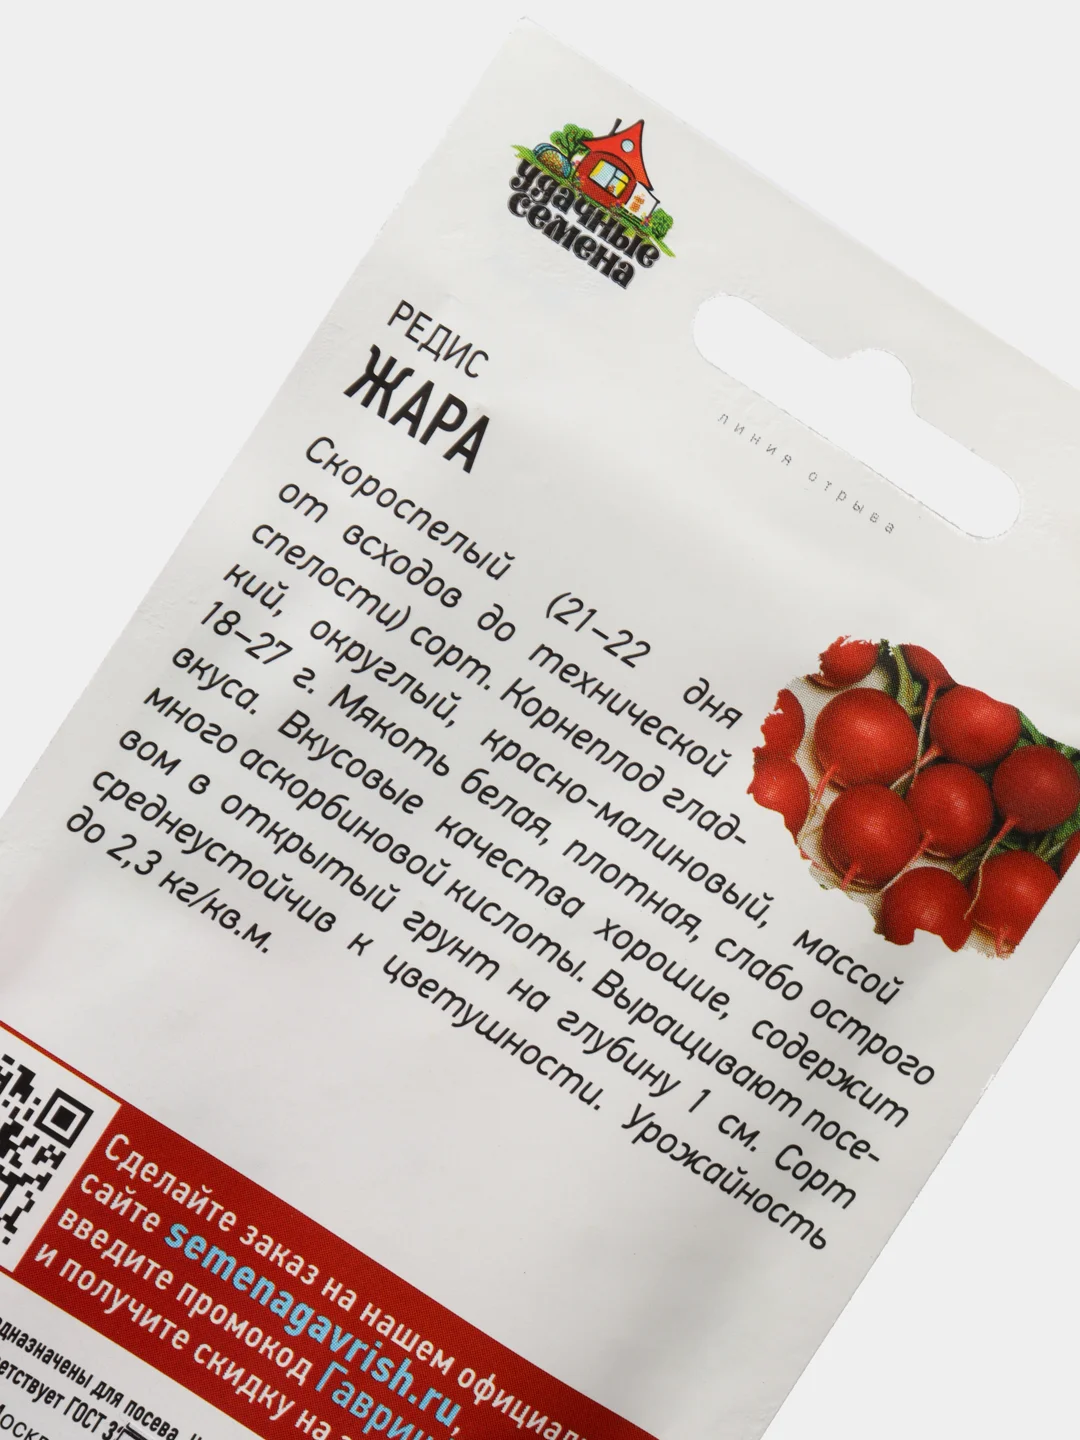 удачные
семена
РЕДИС
ЖАРА
линия отрыва
Скороспелый (21-22 дня
от всходов до технической
спелости) сорт. Корнеплод глад-
кий, округлый, красно-малиновый, массой
18-27 г. Мякоть белая, плотная, слабо острого
вкуса. Вкусовые качества хорошие, содержит
много аскорбиновой кислоты. Выращивают посе-
вом в открытый грунт на глубину 1 см. Сорт
среднеустойчив к цветушности. Урожайность
до 2,3 кг/кв.м.
Сделайте заказ на нашем
сайте semenagavrish.ru,
введите промокод
и получите скидку на
для посева
ГОСТ